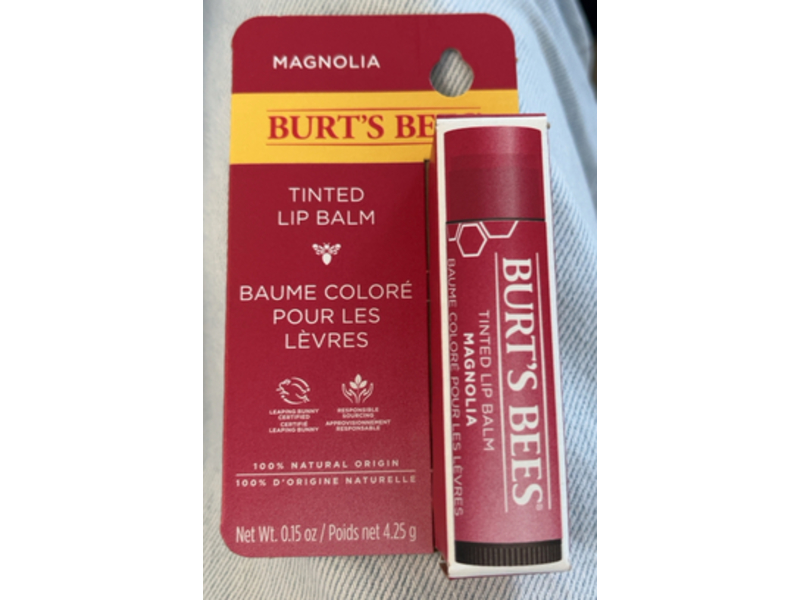 MAGNOLIA
BURT'S BE
TINTED
LIP BALM
BAUME COLORÉ
POUR LES
LÈVRES
LEAPING BUNNY
CERTIFIED
CERTIFIÉ
LEAPING BUNNY
RESPONSIBLE
SOURCING
APPROVISIONNEMENT
RESPONSABLE
100% NATURAL ORIGIN
100% D'ORIGINE NATURELLE
Net Wt. 0.15 oz / Poids net 4.25 g
BURT'S BEES®
TINTED LIP BALM
MAGNOLIA
BAUME COLORÉ POUR LES LÈVRES